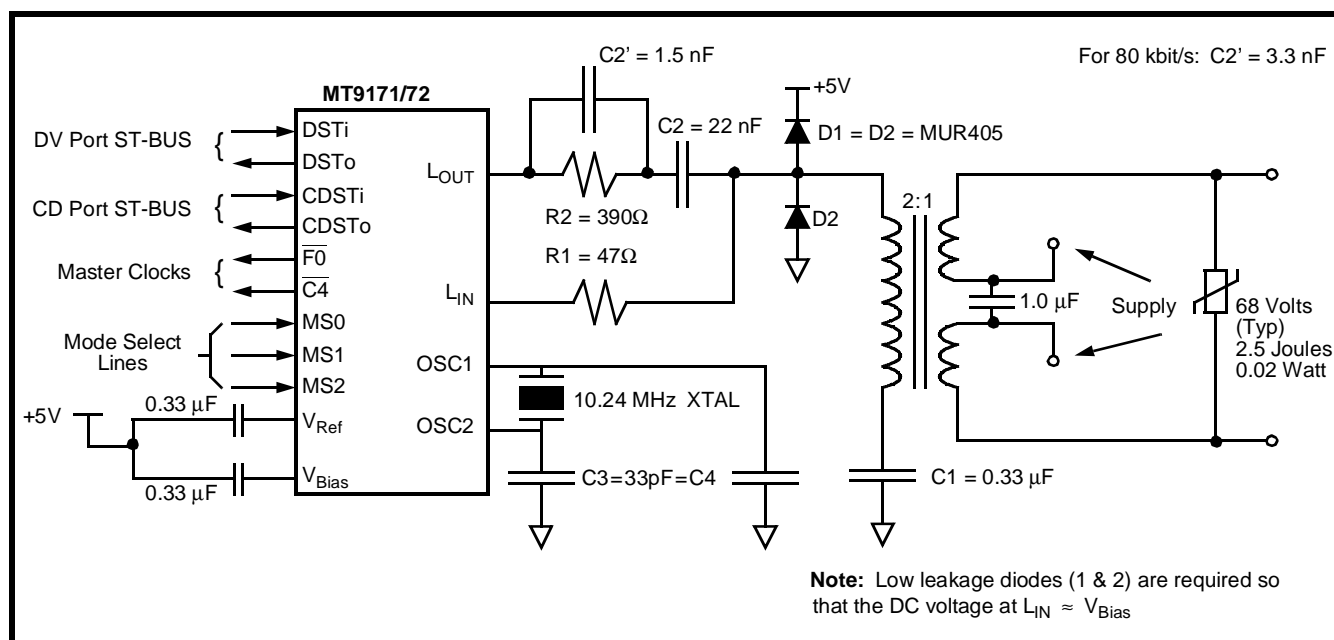 C2’ = 1.5 nF
For 80 kbit/s: C2’ = 3.3 nF
MT9171/72
+5V
DV Port ST-BUS
{
DSTi
DSTo
C2 = 22 nF
D1 = D2 = MUR405
CD Port ST-BUS
{
CDSTi
CDSTo
LOUT
R2 = 390Ω
D2
2:1
Master Clocks
{
F0
C4
R1 = 47Ω
LIN
1.0 µF
Supply
68 Volts
(Typ)
2.5 Joules
0.02 Watt
Mode Select
Lines
MS0
MS1
MS2
OSC1
10.24 MHz XTAL
OSC2
+5V
0.33 µF
VRef
0.33 µF
VBias
C3=33pF=C4
C1 = 0.33 µF
Note: Low leakage diodes (1 & 2) are required so
that the DC voltage at LIN ≈ VBias